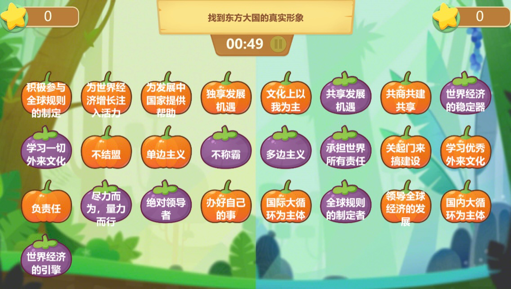 0
找到东方大国的真实形象
0
00:49
积极参与
全球规则
的制定
为世界经
济增长注
入活力
为发展中
国家提供
帮助
独享发展
机遇
文化上以
我为主
共享发展
机遇
共商共建
共享
世界经济
的稳定器
学习一切
外来文化
不结盟
单边主义
不称霸
多边主义
承担世界
所有责任
关起门来
搞建设
学习优秀
外来文化
负责任
尽力而
为，量力
而行
绝对领导
者
办好自己
的事
国际大循
环为主体
全球规则
的制定者
领导全球
经济的发
展
国内大循
环为主体
世界经济
的引擎